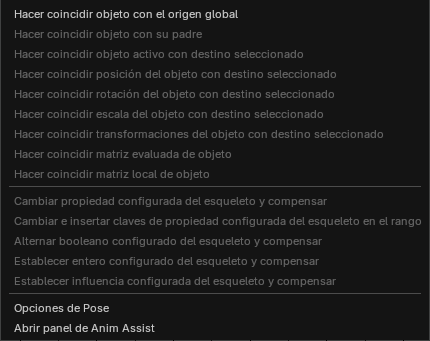 Hacer coincidir objeto con el origen global
Hacer coincidir objeto con su padre
Hacer coincidir objeto activo con destino seleccionado
Hacer coincidir posición del objeto con destino seleccionado
Hacer coincidir rotación del objeto con destino seleccionado
Hacer coincidir escala del objeto con destino seleccionado
Hacer coincidir transformaciones del objeto con destino seleccionado
Hacer coincidir matriz evaluada de objeto
Hacer coincidir matriz local de objeto
Cambiar propiedad configurada del esqueleto y compensar
Cambiar e insertar claves de propiedad configurada del esqueleto en el rango
Alternar booleano configurado del esqueleto y compensar
Establecer entero configurado del esqueleto y compensar
Establecer influencia configurada del esqueleto y compensar
Opciones de Pose
Abrir panel de Anim Assist